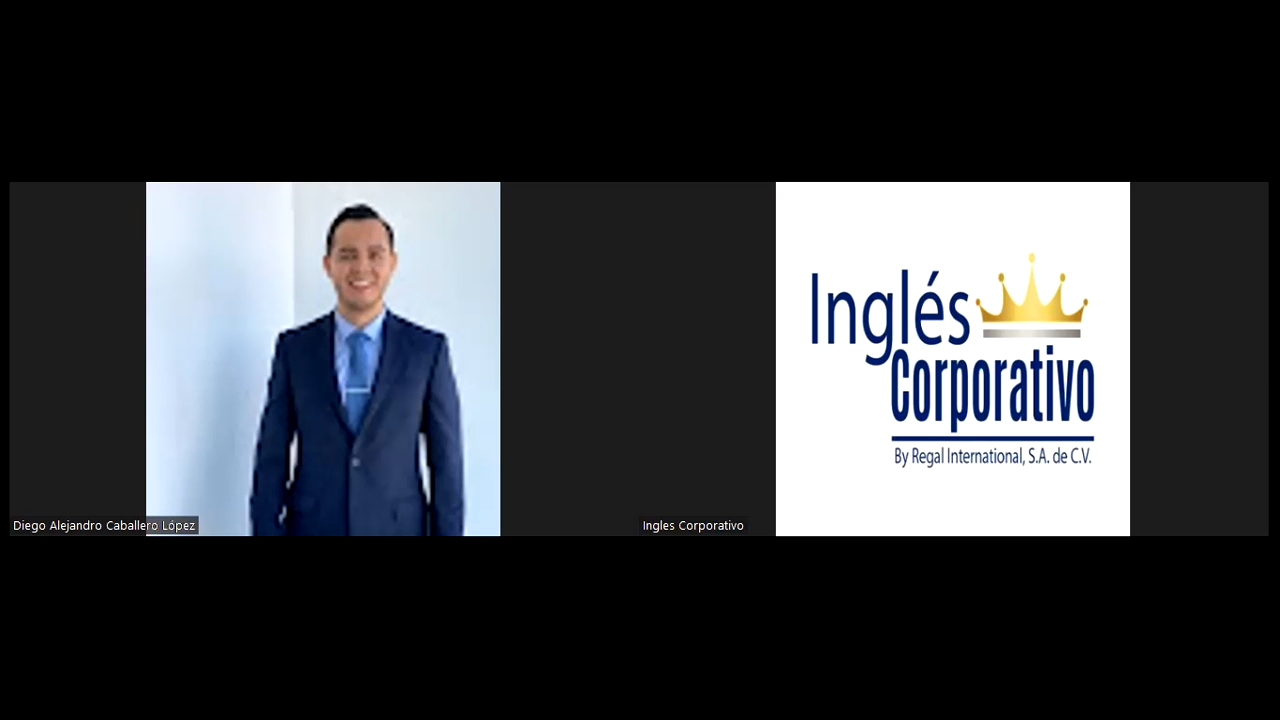 Inglés
Corporativo
By Regal International, S.A. de C.V.
Diego Alejandro Caballero López
Ingles Corporativo